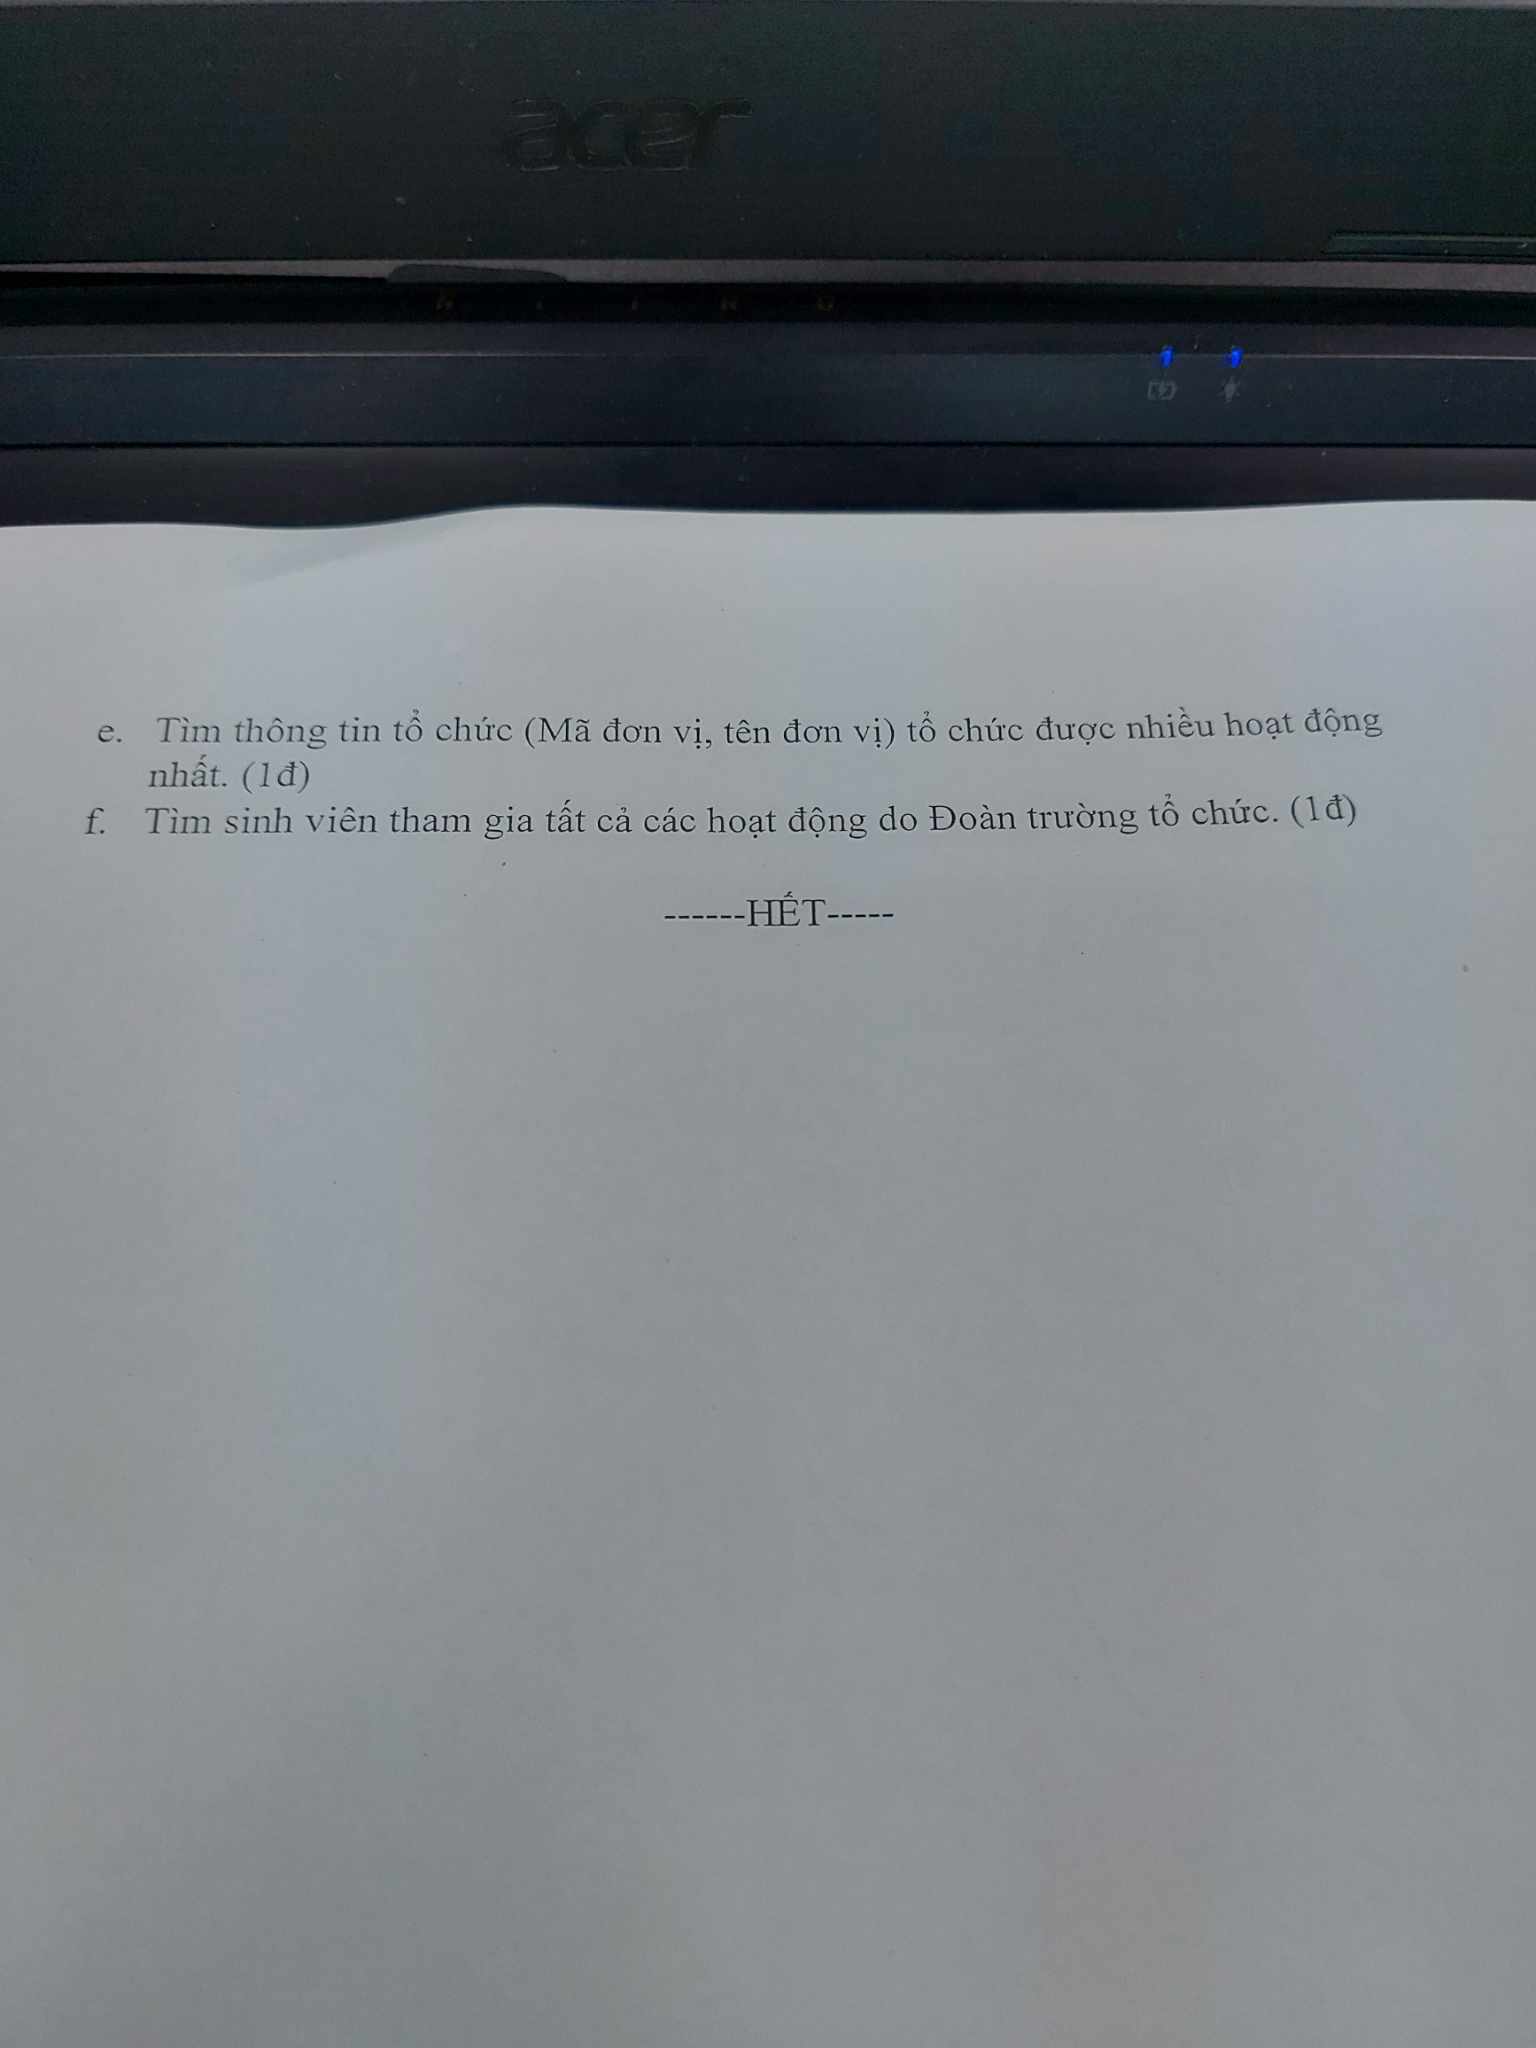 acer
NITRO
e. Tìm thông tin tổ chức (Mã đơn vị, tên đơn vị) tổ chức được nhiều hoạt động
nhất. (1đ)
f. Tìm sinh viên tham gia tất cả các hoạt động do Đoàn trường tổ chức. (1đ)
------HẾT-----